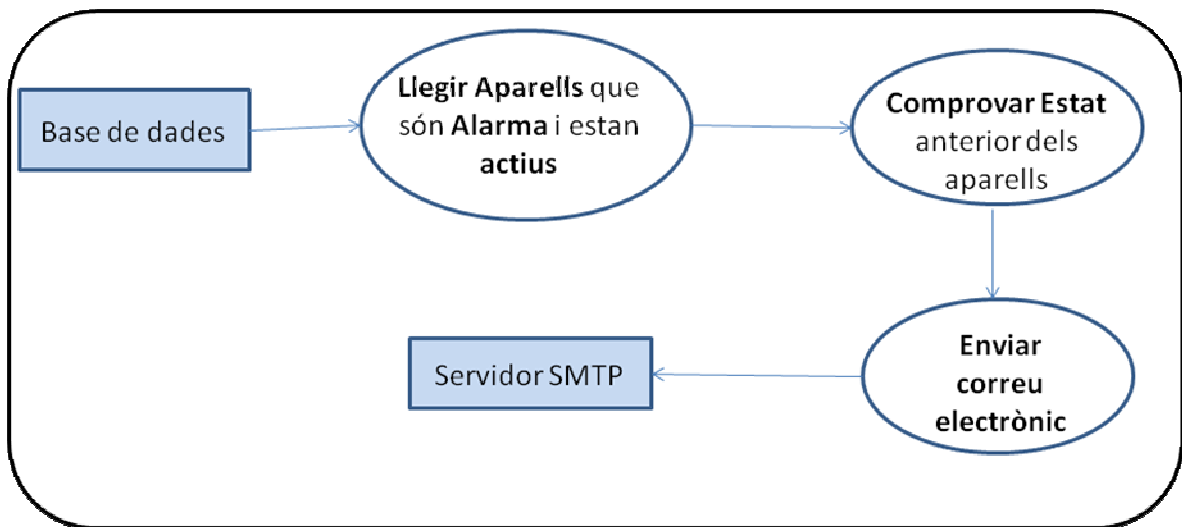 Base de dades
Llegir Aparells que
són Alarma i estan
actius
Comprovar Estat
anterior dels
aparells
Enviar
correu
electrònic
Servidor SMTP